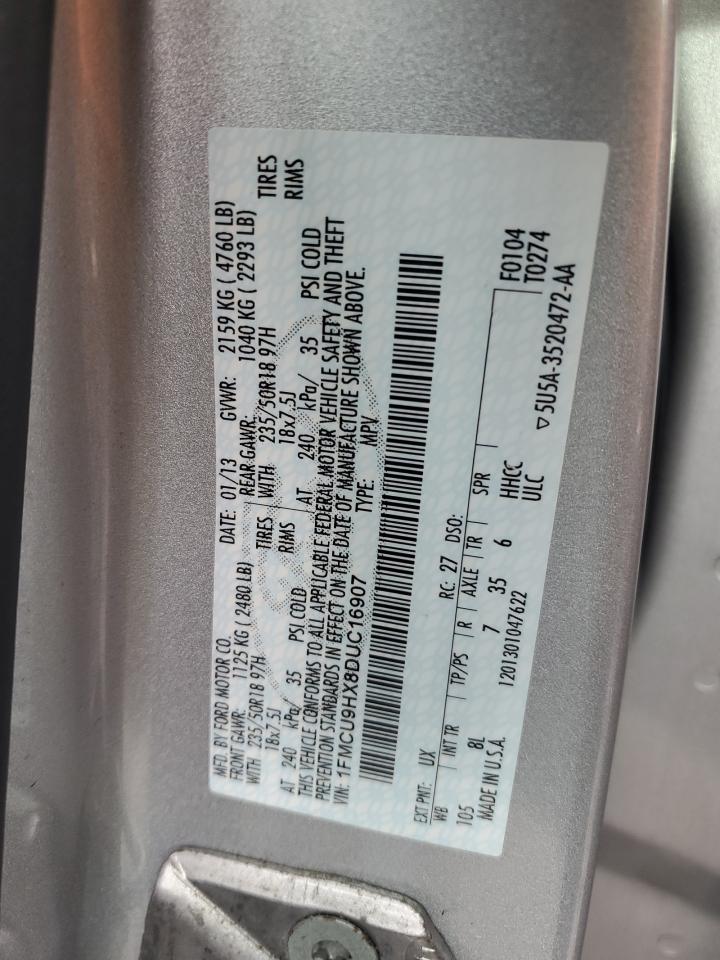 MFD. BY FORD MOTOR CO.
DATE: 01/13 GVWR: 2159 KG ( 4760 LB)
FRONT GAWR: 1125 KG ( 2480 LB) REAR GAWR: 1040 KG ( 2293 LB)
WITH 235/50R18 97H TIRES WITH 235/50R18 97H TIRES
18x7.5J RIMS 18x7.5J RIMS
AT 240 kPa/ 35 PSI COLD AT 240 kPa/ 35 PSI COLD
THIS VEHICLE CONFORMS TO ALL APPLICABLE FEDERAL MOTOR VEHICLE SAFETY AND THEFT
PREVENTION STANDARDS IN EFFECT ON THE DATE OF MANUFACTURE SHOWN ABOVE.
VIN: 1FMCU9HX8DUC16907 TYPE: MPV
EXT PNT: UX RC: 27 DSO:
WB INT TR TP/PS R AXLE TR SPR
105 8L 7 35 6 HHCC
MADE IN U.S.A. 1201301047622 ULC
F0104
T0274
▽5U5A-3520472-AA